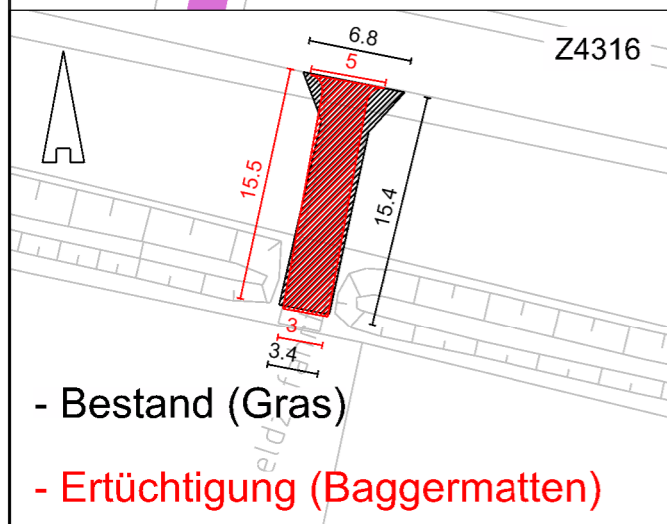 6.8
Z4316
5
15.5
15.4
3
3.4
- Bestand (Gras)
- Ertüchtigung (Baggermatten)